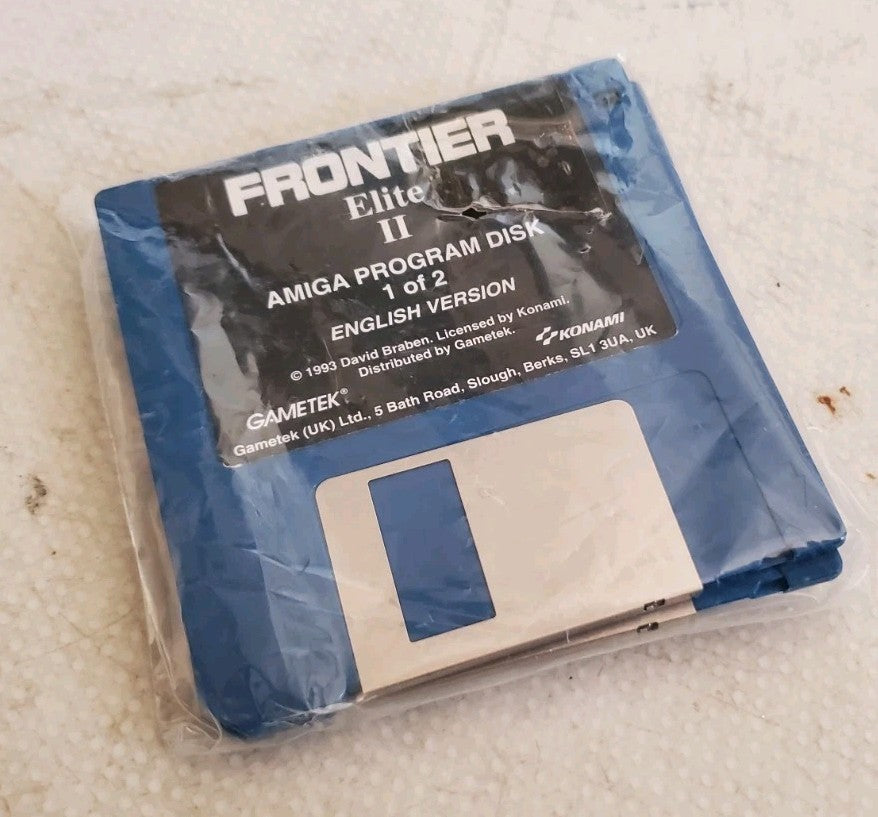 FRONTIER
Elite
II
AMIGA PROGRAM DISK
1 of 2
ENGLISH VERSION
© 1993 David Braben. Licensed by Konami.
Distributed by Gametek.
KONAMI
GAMETEK®
Gametek (UK) Ltd., 5 Bath Road, Slough, Berks, SL1 3UA, UK